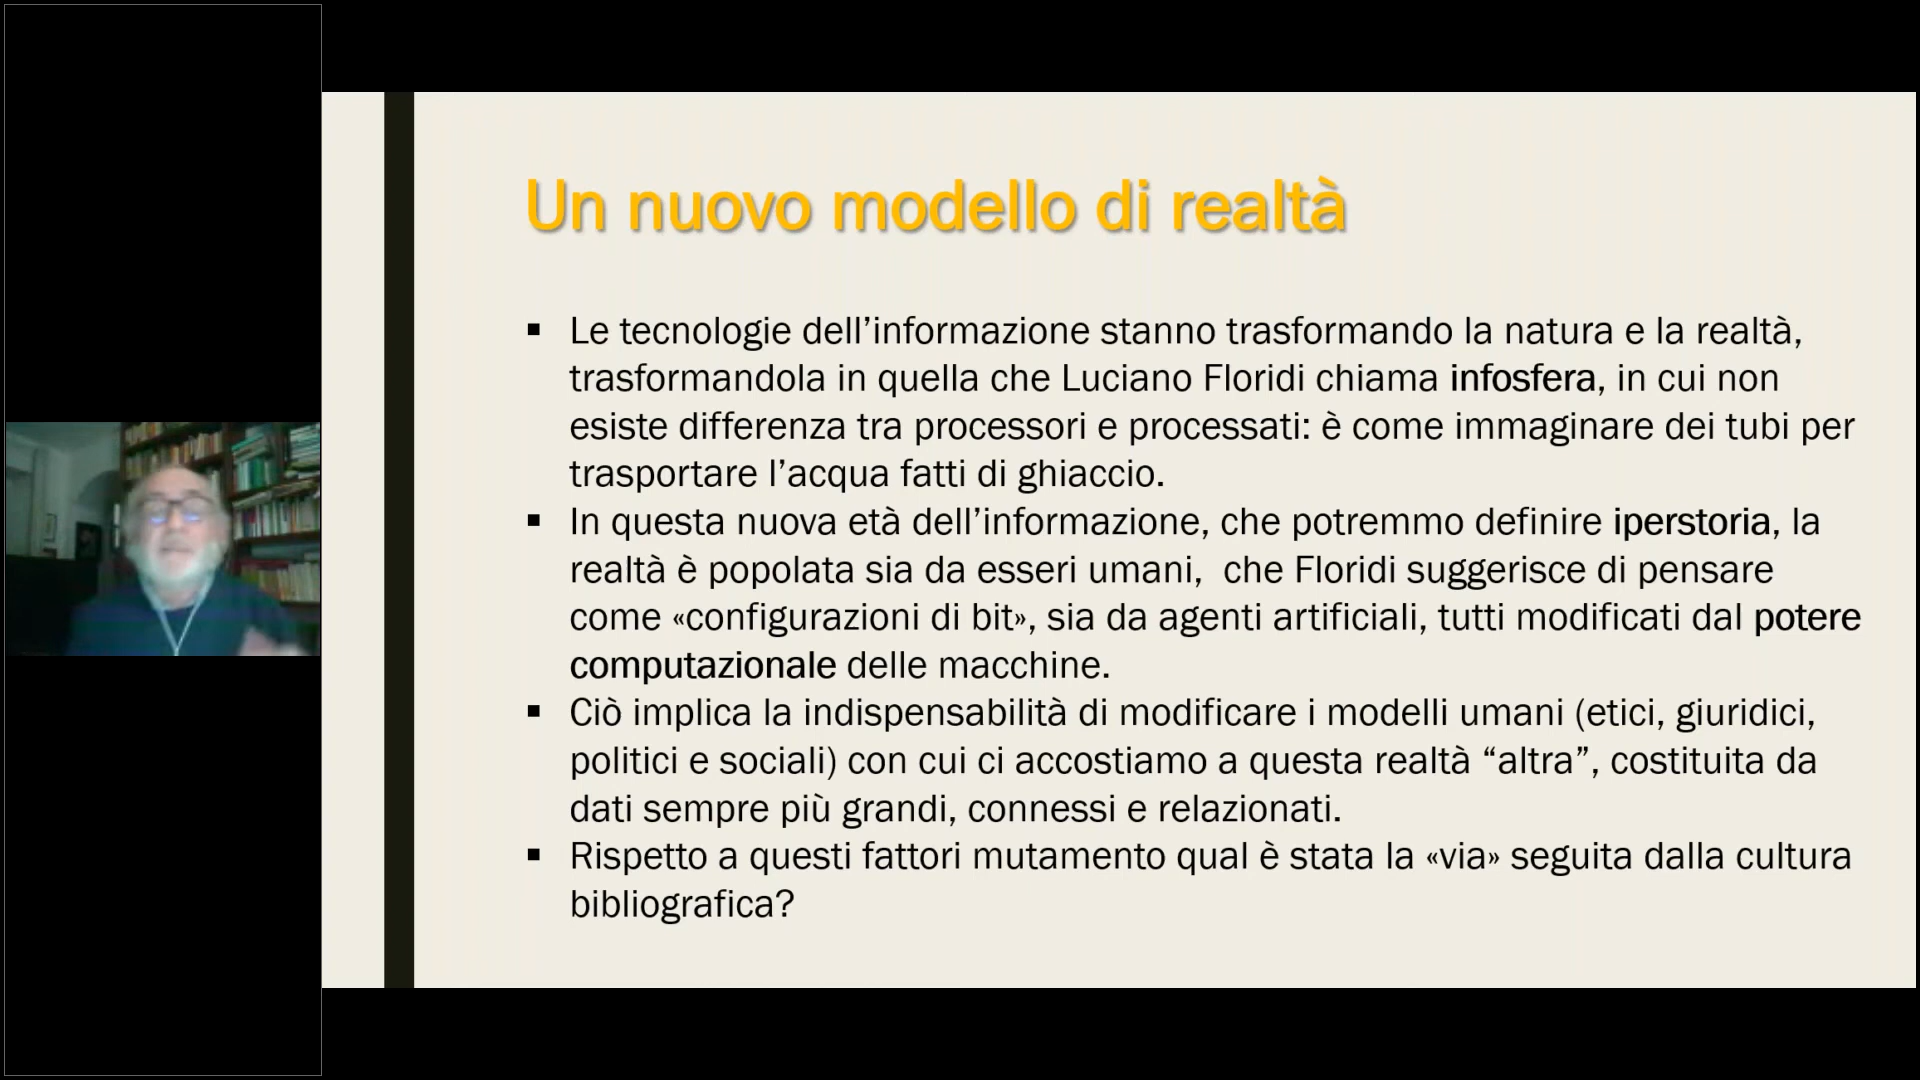 Un nuovo modello di realtà
▪ Le tecnologie dell’informazione stanno trasformando la natura e la realtà,
trasformandola in quella che Luciano Floridi chiama infosfera, in cui non
esiste differenza tra processori e processati: è come immaginare dei tubi per
trasportare l’acqua fatti di ghiaccio.
▪ In questa nuova età dell’informazione, che potremmo definire iperstoria, la
realtà è popolata sia da esseri umani,  che Floridi suggerisce di pensare
come «configurazioni di bit», sia da agenti artificiali, tutti modificati dal potere
computazionale delle macchine.
▪ Ciò implica la indispensabilità di modificare i modelli umani (etici, giuridici,
politici e sociali) con cui ci accostiamo a questa realtà “altra”, costituita da
dati sempre più grandi, connessi e relazionati.
▪ Rispetto a questi fattori mutamento qual è stata la «via» seguita dalla cultura
bibliografica?